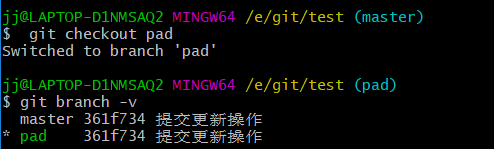 jj@LAPTOP-D1NMSAQ2 MINGW64 /e/git/test (master)
$  git checkout pad
Switched to branch 'pad'
jj@LAPTOP-D1NMSAQ2 MINGW64 /e/git/test (pad)
$ git branch -v
  master 361f734 提交更新操作
* pad    361f734 提交更新操作